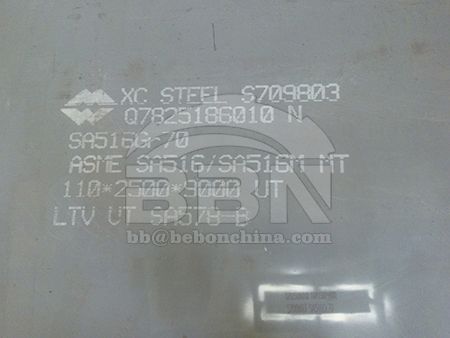 XC STEEL S709803
Q7825186010 N
SA516Gr70
ASME SA516/SA516M MT
110*2500*9000 UT
LTV UT SA578-B
BBN
bb@bebonchina.com